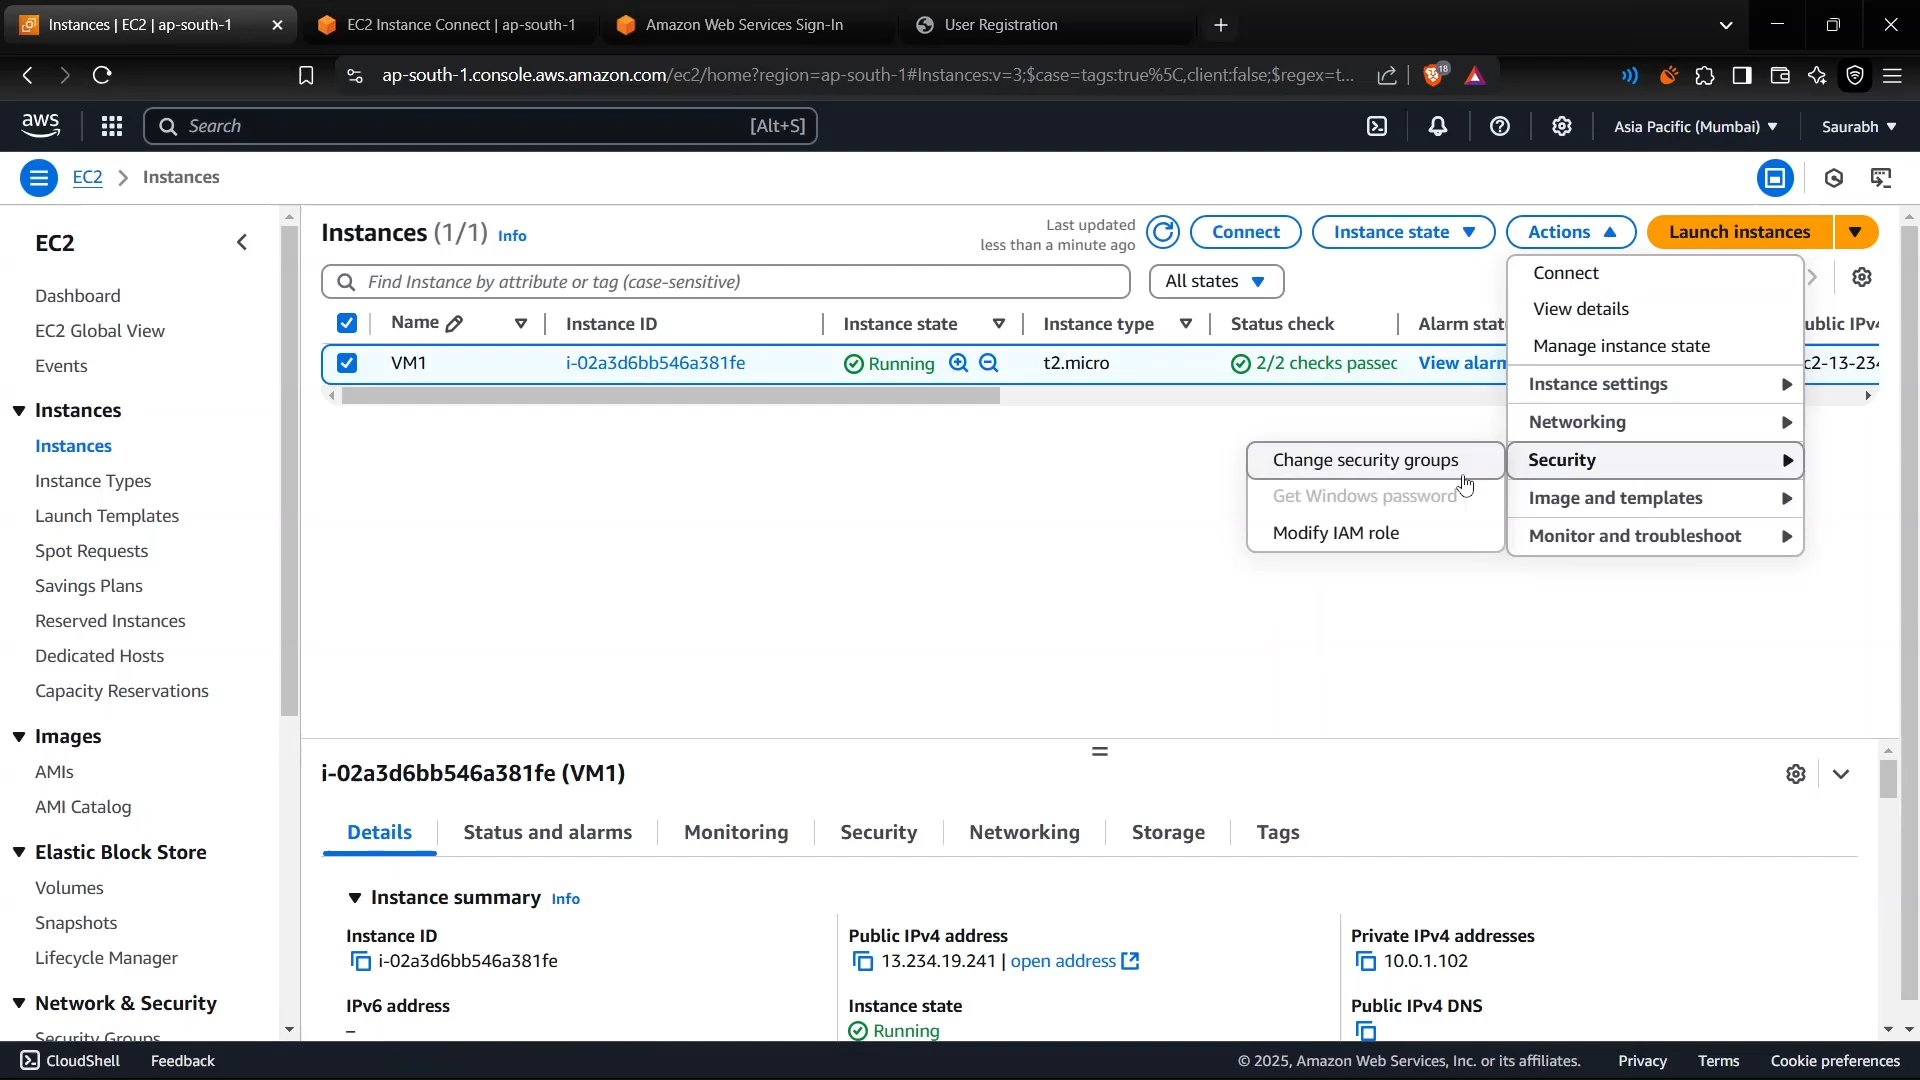 Instances | EC2 | ap-south-1
EC2 Instance Connect | ap-south-1
Amazon Web Services Sign-In
User Registration
ap-south-1.console.aws.amazon.com/ec2/home?region=ap-south-1#Instances:v=3;$case=tags:true%5C,client:false;$regex=t...
18
aws
Search
[Alt+S]
Asia Pacific (Mumbai)
Saurabh
EC2
Instances
EC2
Dashboard
EC2 Global View
Events
Instances
Instances
Instance Types
Launch Templates
Spot Requests
Savings Plans
Reserved Instances
Dedicated Hosts
Capacity Reservations
Images
AMIs
AMI Catalog
Elastic Block Store
Volumes
Snapshots
Lifecycle Manager
Network & Security
Security Groups
Instances (1/1) Info
Last updated
less than a minute ago
Connect
Instance state
Actions
Launch instances
Find Instance by attribute or tag (case-sensitive)
All states
Name
Instance ID
Instance state
Instance type
Status check
Alarm stat
ublic IPv4
VM1
i-02a3d6bb546a381fe
Running
t2.micro
2/2 checks passec
View alarn
c2-13-234
Connect
View details
Manage instance state
Instance settings
Networking
Security
Image and templates
Monitor and troubleshoot
Change security groups
Get Windows password
Modify IAM role
i-02a3d6bb546a381fe (VM1)
Details
Status and alarms
Monitoring
Security
Networking
Storage
Tags
Instance summary Info
Instance ID
i-02a3d6bb546a381fe
Public IPv4 address
13.234.19.241 | open address
Private IPv4 addresses
10.0.1.102
IPv6 address
–
Instance state
Running
Public IPv4 DNS
CloudShell
Feedback
© 2025, Amazon Web Services, Inc. or its affiliates.
Privacy
Terms
Cookie preferences